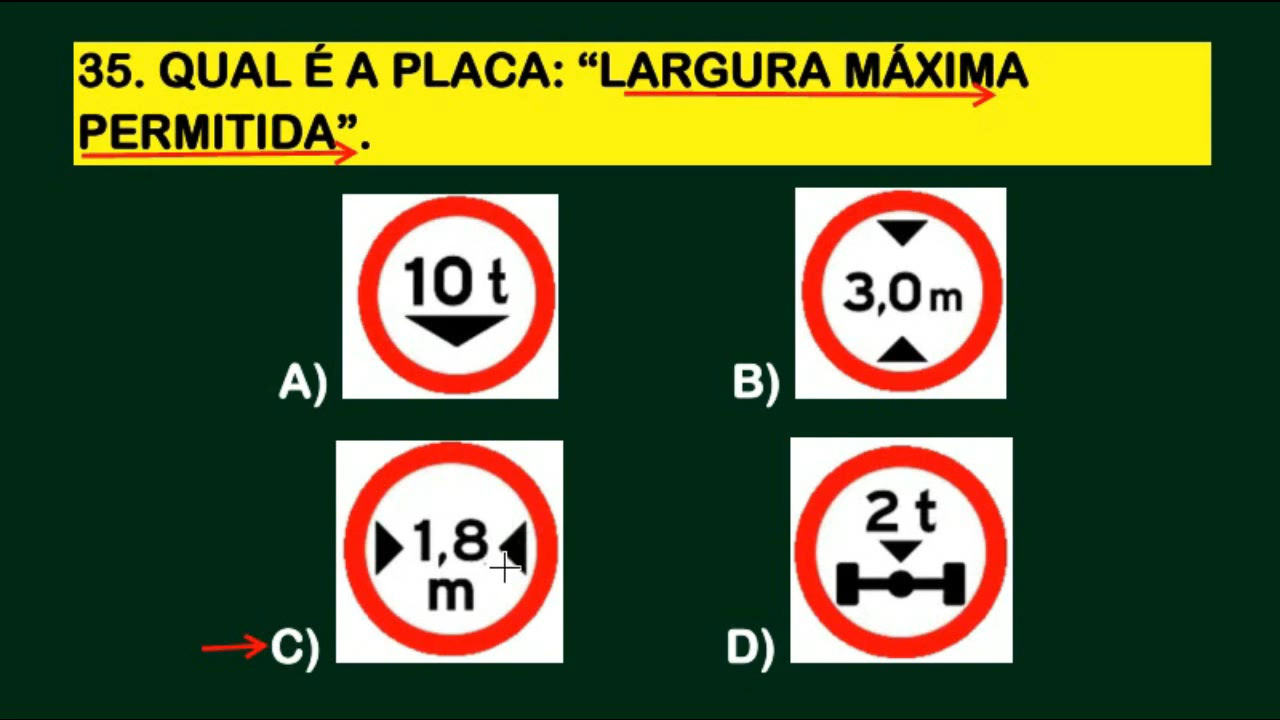 35. QUAL É A PLACA: “LARGURA MÁXIMA
PERMITIDA”.
10 t
A)
3,0 m
B)
1,8
m
C)
2 t
D)